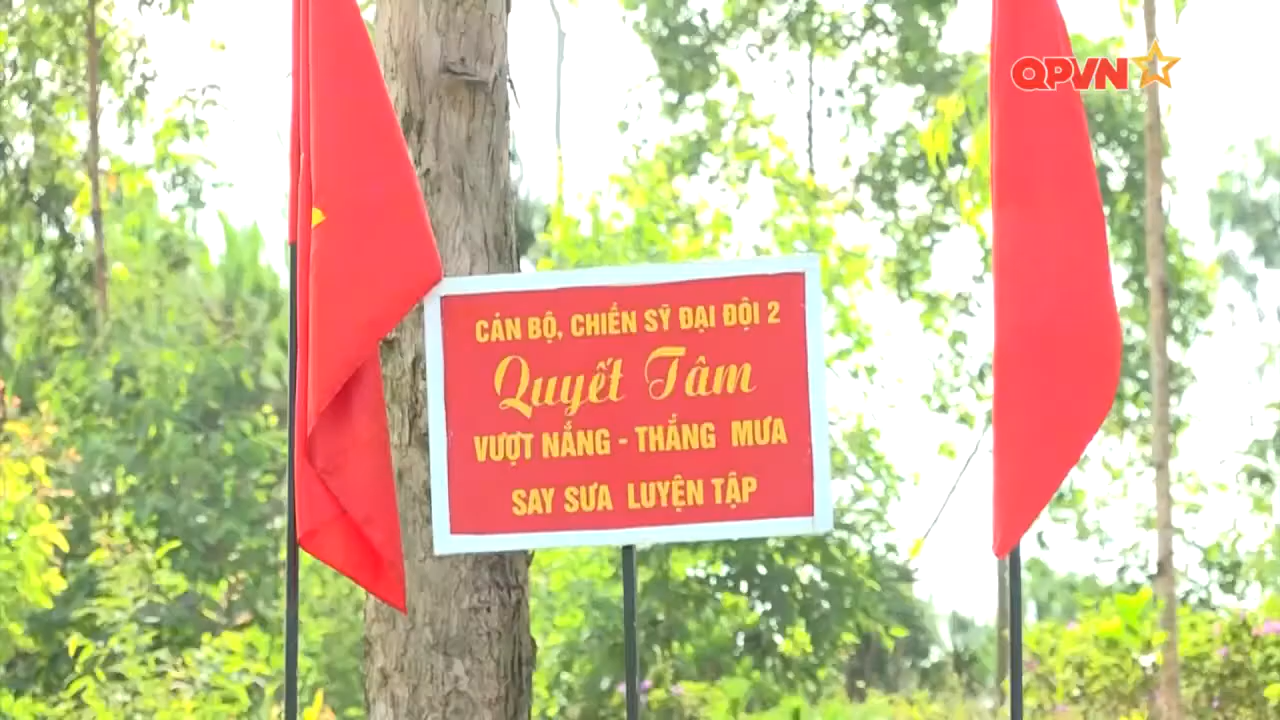 QPVN
CÁN BỘ, CHIẾN SỸ ĐẠI ĐỘI 2
Quyết Tâm
VƯỢT NẮNG - THẮNG MƯA
SAY SƯA LUYỆN TẬP